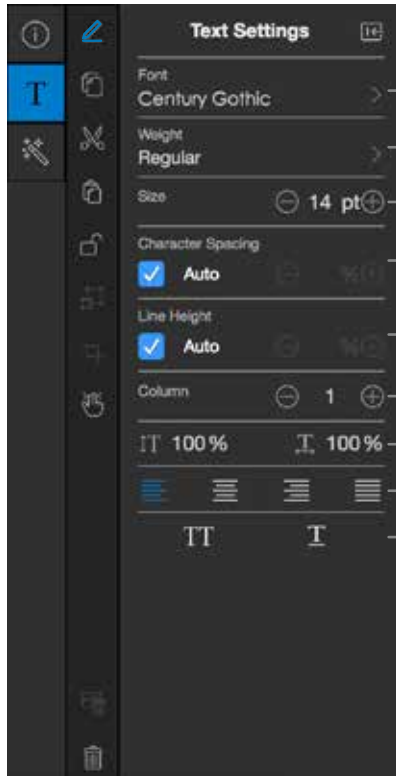 Text Settings
Font
Century Gothic
Weight
Regular
Size
14 pt
Character Spacing
Auto
%
Line Height
Auto
%
Column
1
T 100 %
T 100 %
TT
T
T